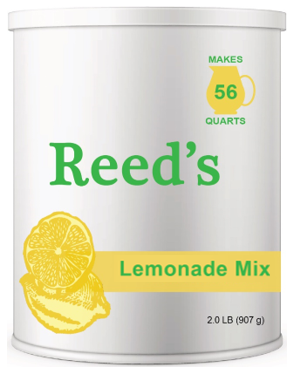 MAKES
56
QUARTS
Reed's
Lemonade Mix
2.0 LB (907 g)